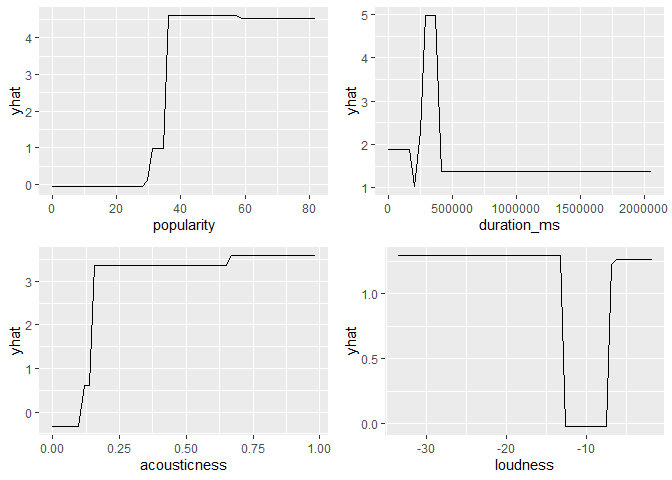 yhat
4
3
2
1
0
0 20 40 60 80
popularity
yhat
5
4
3
2
1
0 500000 1000000 1500000 2000000
duration_ms
yhat
3
2
1
0
0.00 0.25 0.50 0.75 1.00
acousticness
yhat
1.0
0.5
0.0
-30 -20 -10
loudness